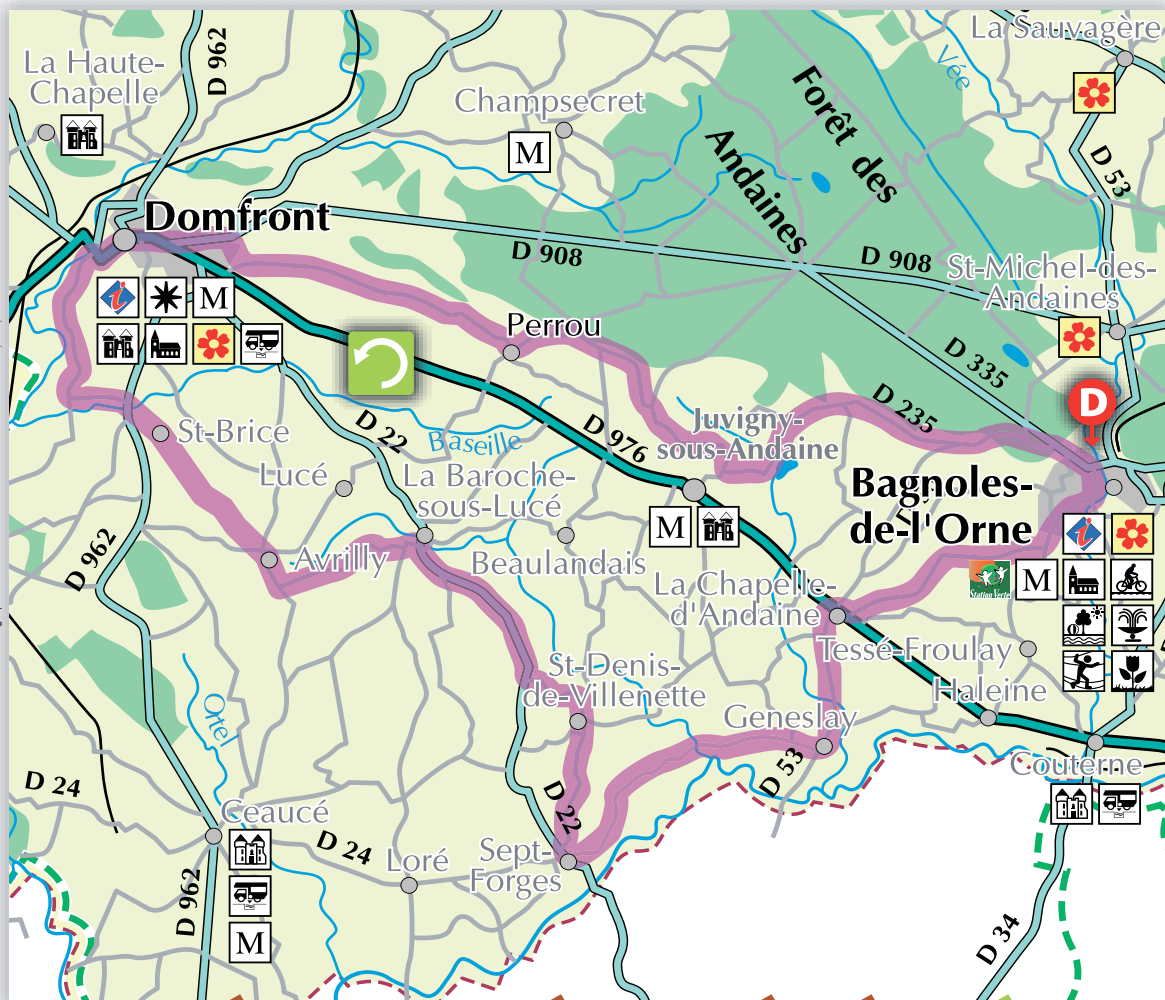 D 962
La Sauvagère
La Haute-
Chapelle
Vée
Champsecret
Forêt des
Andaines
M
D 53
Domfront
D 908
D 908
St-Michel-des-
Andaines
i
M
Perrou
D 335
D
D 22
Baseille
D 976
Juvigny-
sous-Andaine
D 235
St-Brice
Lucé
La Baroche-
sous-Lucé
Bagnoles-
de-l'Orne
M
i
Avrilly
Beaulandais
D 962
La Chapelle-
d'Andaine
Station Verte
M
St-Denis-
de-Villenette
Tessé-Froulay
Haleine
Ortel
Geneslay
D 53
Couterne
D 24
D 22
Ceaucé
D 24
Loré
Sept-
Forges
D 962
M
D 34